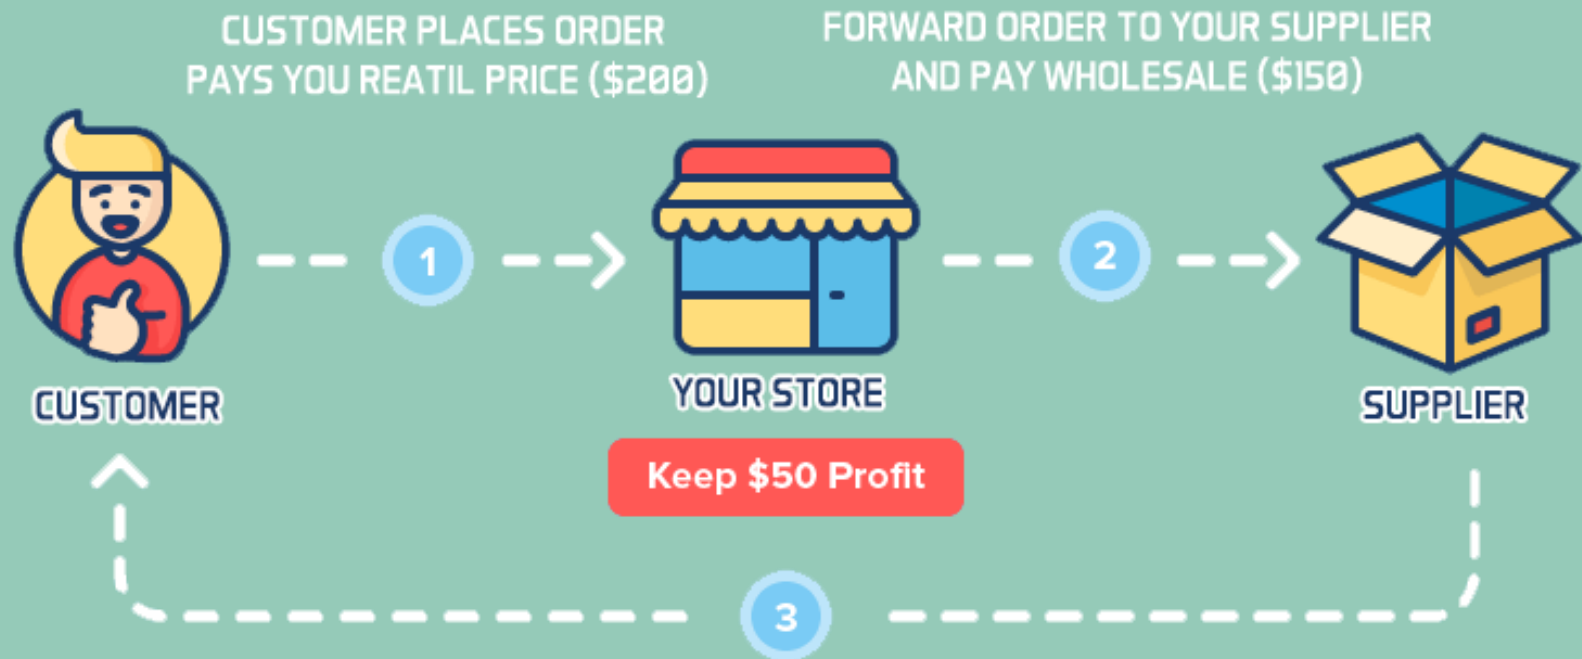 CUSTOMER PLACES ORDER
PAYS YOU REATIL PRICE ($200)
FORWARD ORDER TO YOUR SUPPLIER
AND PAY WHOLESALE ($150)
1
2
CUSTOMER
YOUR STORE
SUPPLIER
Keep $50 Profit
3